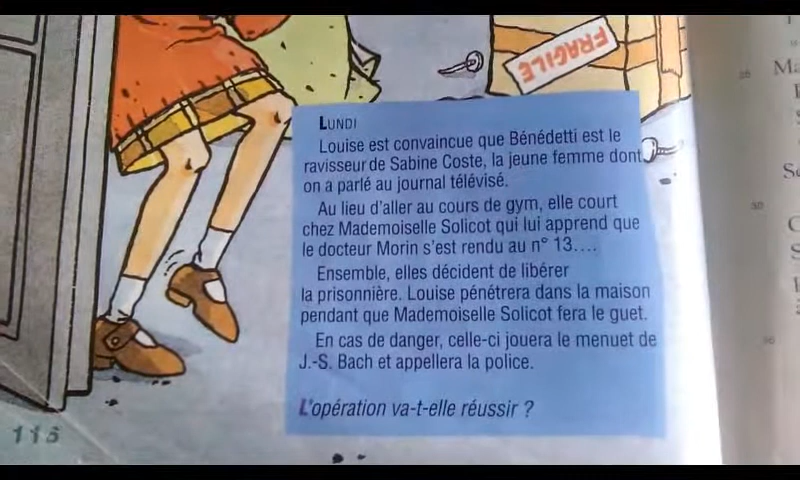 FRAGILE
LUNDI
Louise est convaincue que Bénédetti est le
ravisseur de Sabine Coste, la jeune femme dont
on a parlé au journal télévisé.
Au lieu d'aller au cours de gym, elle court
chez Mademoiselle Solicot qui lui apprend que
le docteur Morin s'est rendu au n° 13....
Ensemble, elles décident de libérer
la prisonnière. Louise pénétrera dans la maison
pendant que Mademoiselle Solicot fera le guet.
En cas de danger, celle-ci jouera le menuet de
J.-S. Bach et appellera la police.
L'opération va-t-elle réussir ?